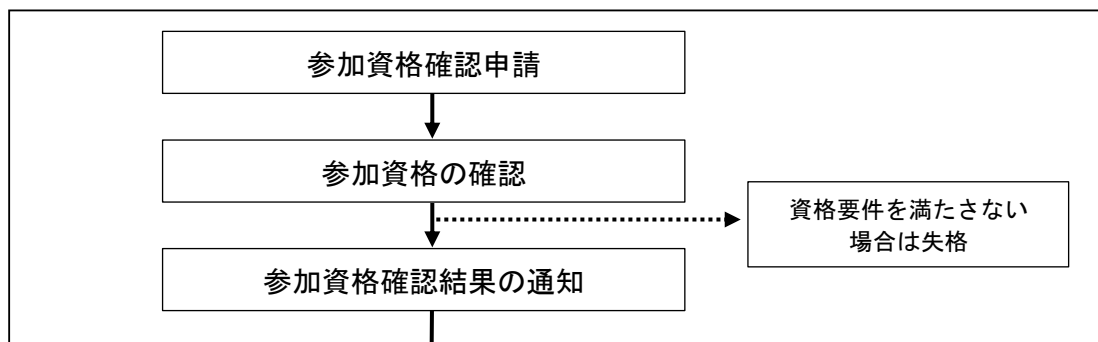 参加資格確認申請
参加資格の確認
資格要件を満たさない
場合は失格
参加資格確認結果の通知